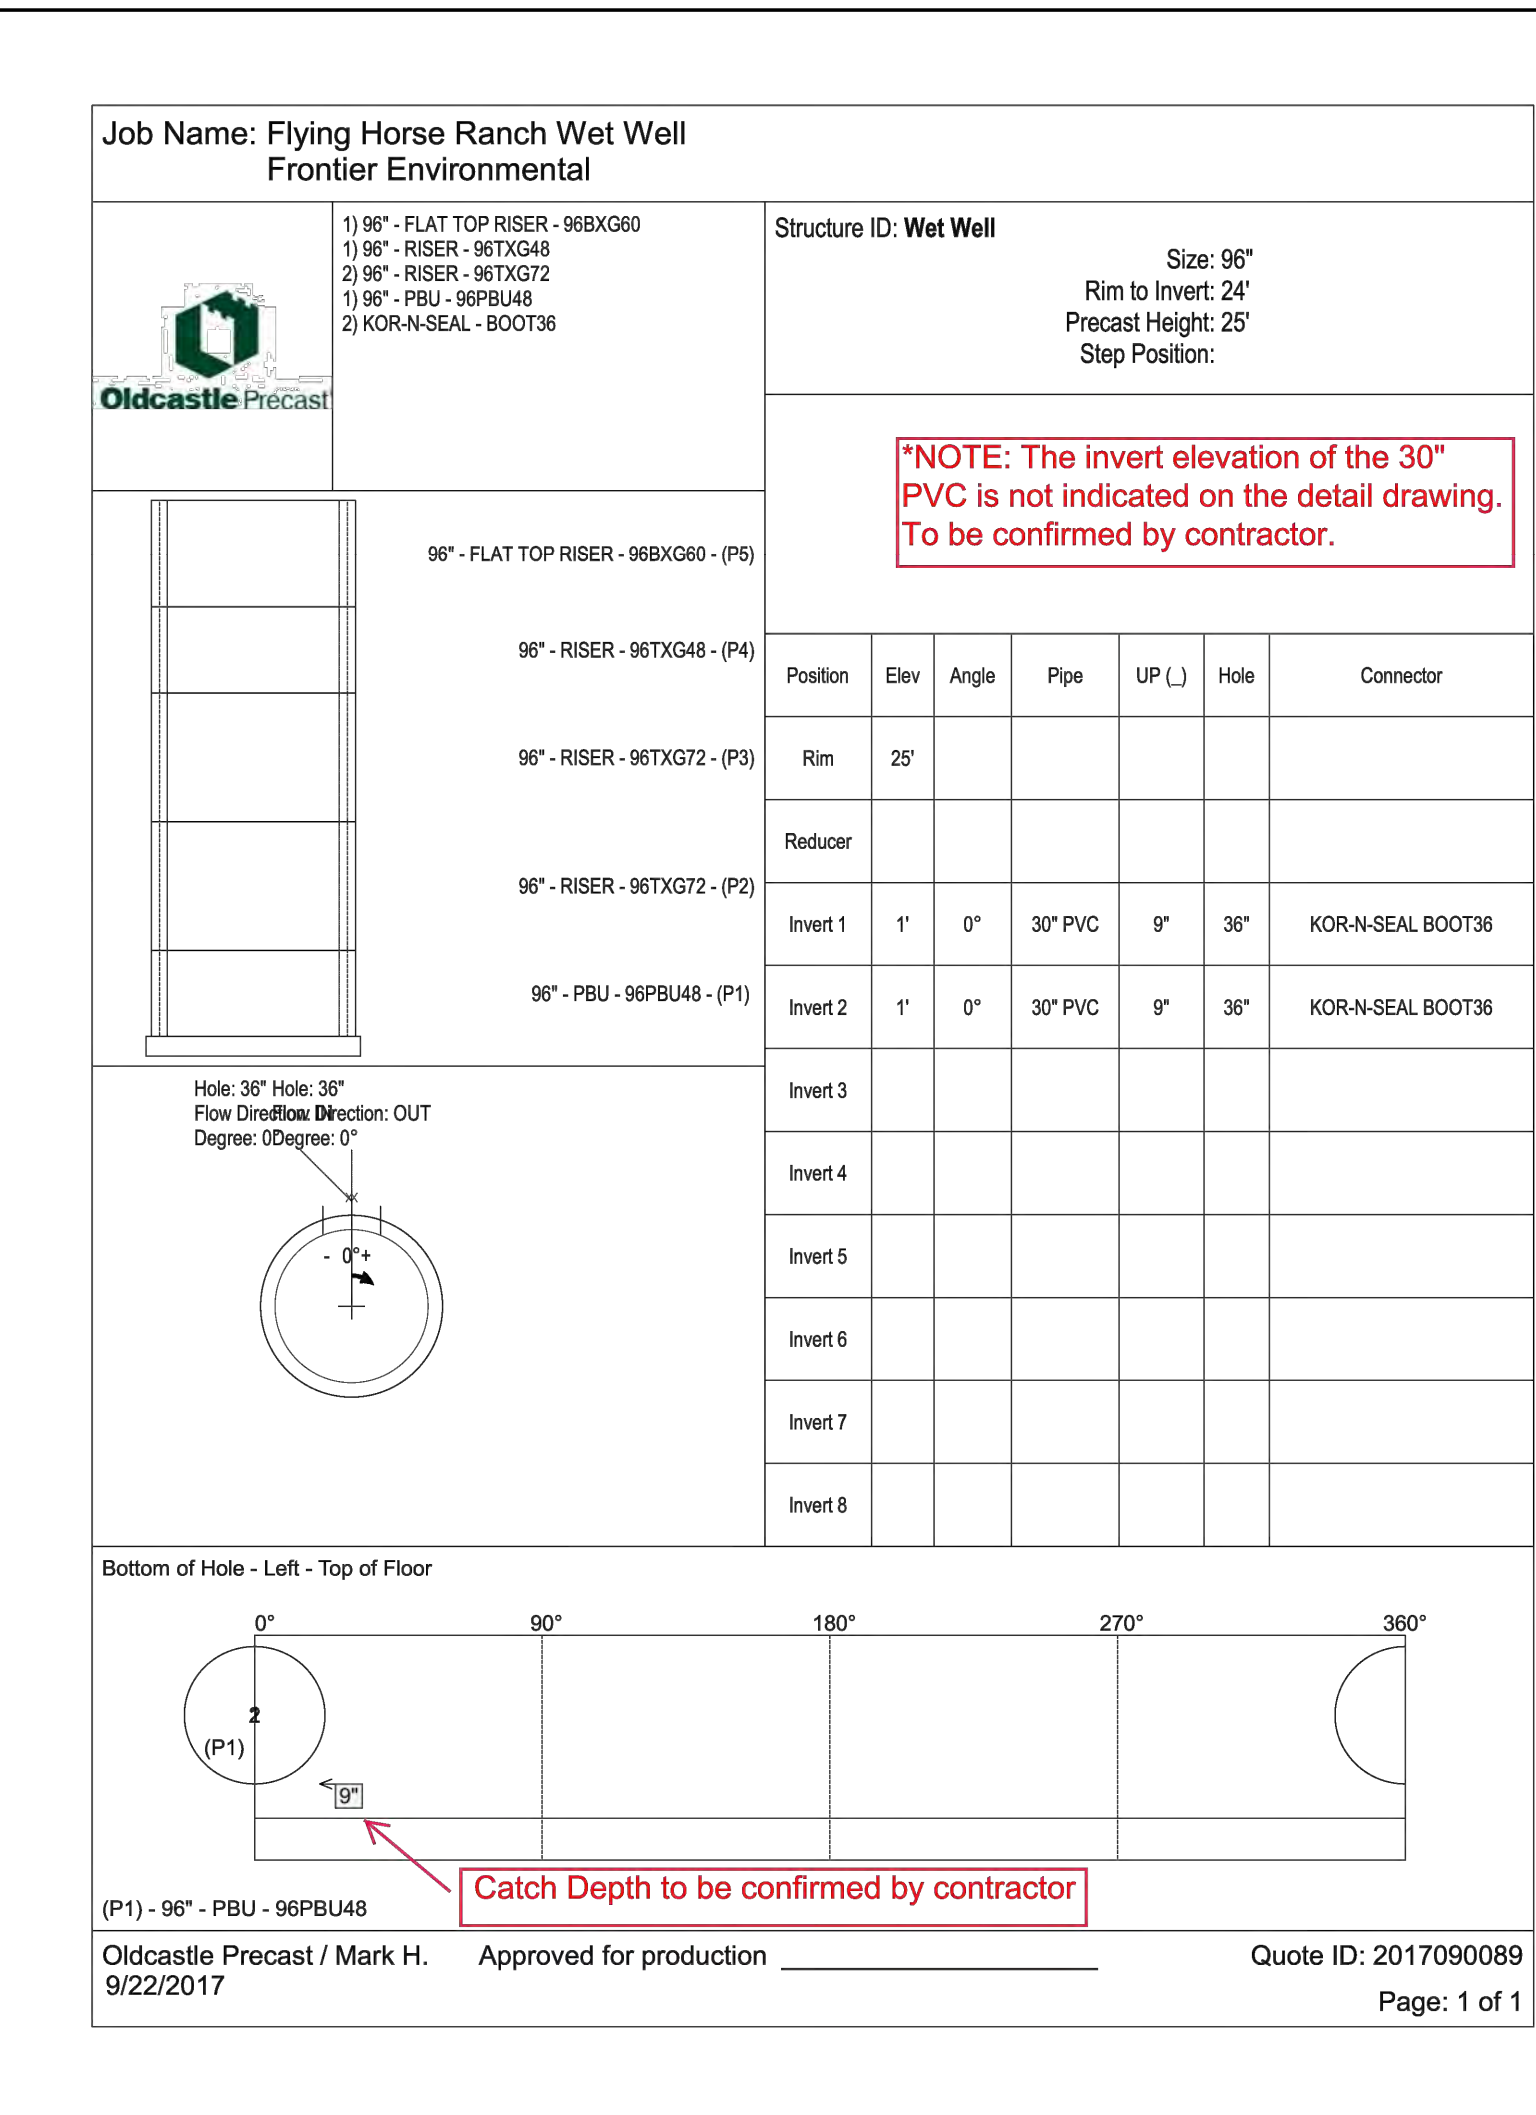 Job Name: Flying Horse Ranch Wet Well
Frontier Environmental
Oldcastle Precast
1) 96" - FLAT TOP RISER - 96BXG60
1) 96" - RISER - 96TXG48
2) 96" - RISER - 96TXG72
1) 96" - PBU - 96PBU48
2) KOR-N-SEAL - BOOT36
Structure ID: Wet Well
Size: 96"
Rim to Invert: 24'
Precast Height: 25'
Step Position:
*NOTE: The invert elevation of the 30"
PVC is not indicated on the detail drawing.
To be confirmed by contractor.
96" - FLAT TOP RISER - 96BXG60 - (P5)
96" - RISER - 96TXG48 - (P4)
96" - RISER - 96TXG72 - (P3)
96" - RISER - 96TXG72 - (P2)
96" - PBU - 96PBU48 - (P1)
Position Elev Angle Pipe UP (_) Hole Connector
Rim 25'
Reducer
Invert 1 1' 0° 30" PVC 9" 36" KOR-N-SEAL BOOT36
Invert 2 1' 0° 30" PVC 9" 36" KOR-N-SEAL BOOT36
Invert 3
Invert 4
Invert 5
Invert 6
Invert 7
Invert 8
Hole: 36" Hole: 36"
Flow Direction: IN Flow Direction: OUT
Degree: 0° Degree: 0°
- 0° +
Bottom of Hole - Left - Top of Floor
0° 90° 180° 270° 360°
2
(P1)
9"
Catch Depth to be confirmed by contractor
(P1) - 96" - PBU - 96PBU48
Oldcastle Precast / Mark H. Approved for production ____ Quote ID: 2017090089
9/22/2017
Page: 1 of 1